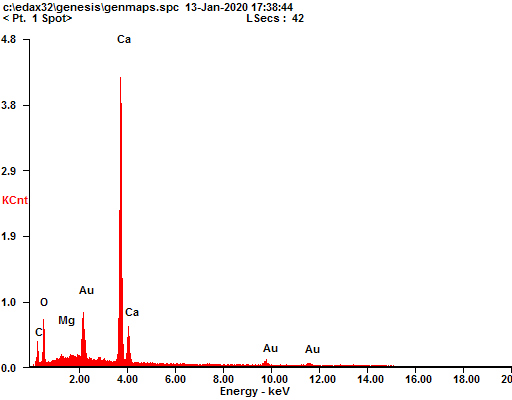 c:\edax32\genesis\genmaps.spc 13-Jan-2020 17:38:44
< Pt. 1 Spot> LSecs : 42
4.8
Ca
3.8
2.9
KCnt
1.9
1.0
O
Au
Mg
Ca
C
Au
Au
0.0
2.00 4.00 6.00 8.00 10.00 12.00 14.00 16.00 18.00 20.0
Energy - keV